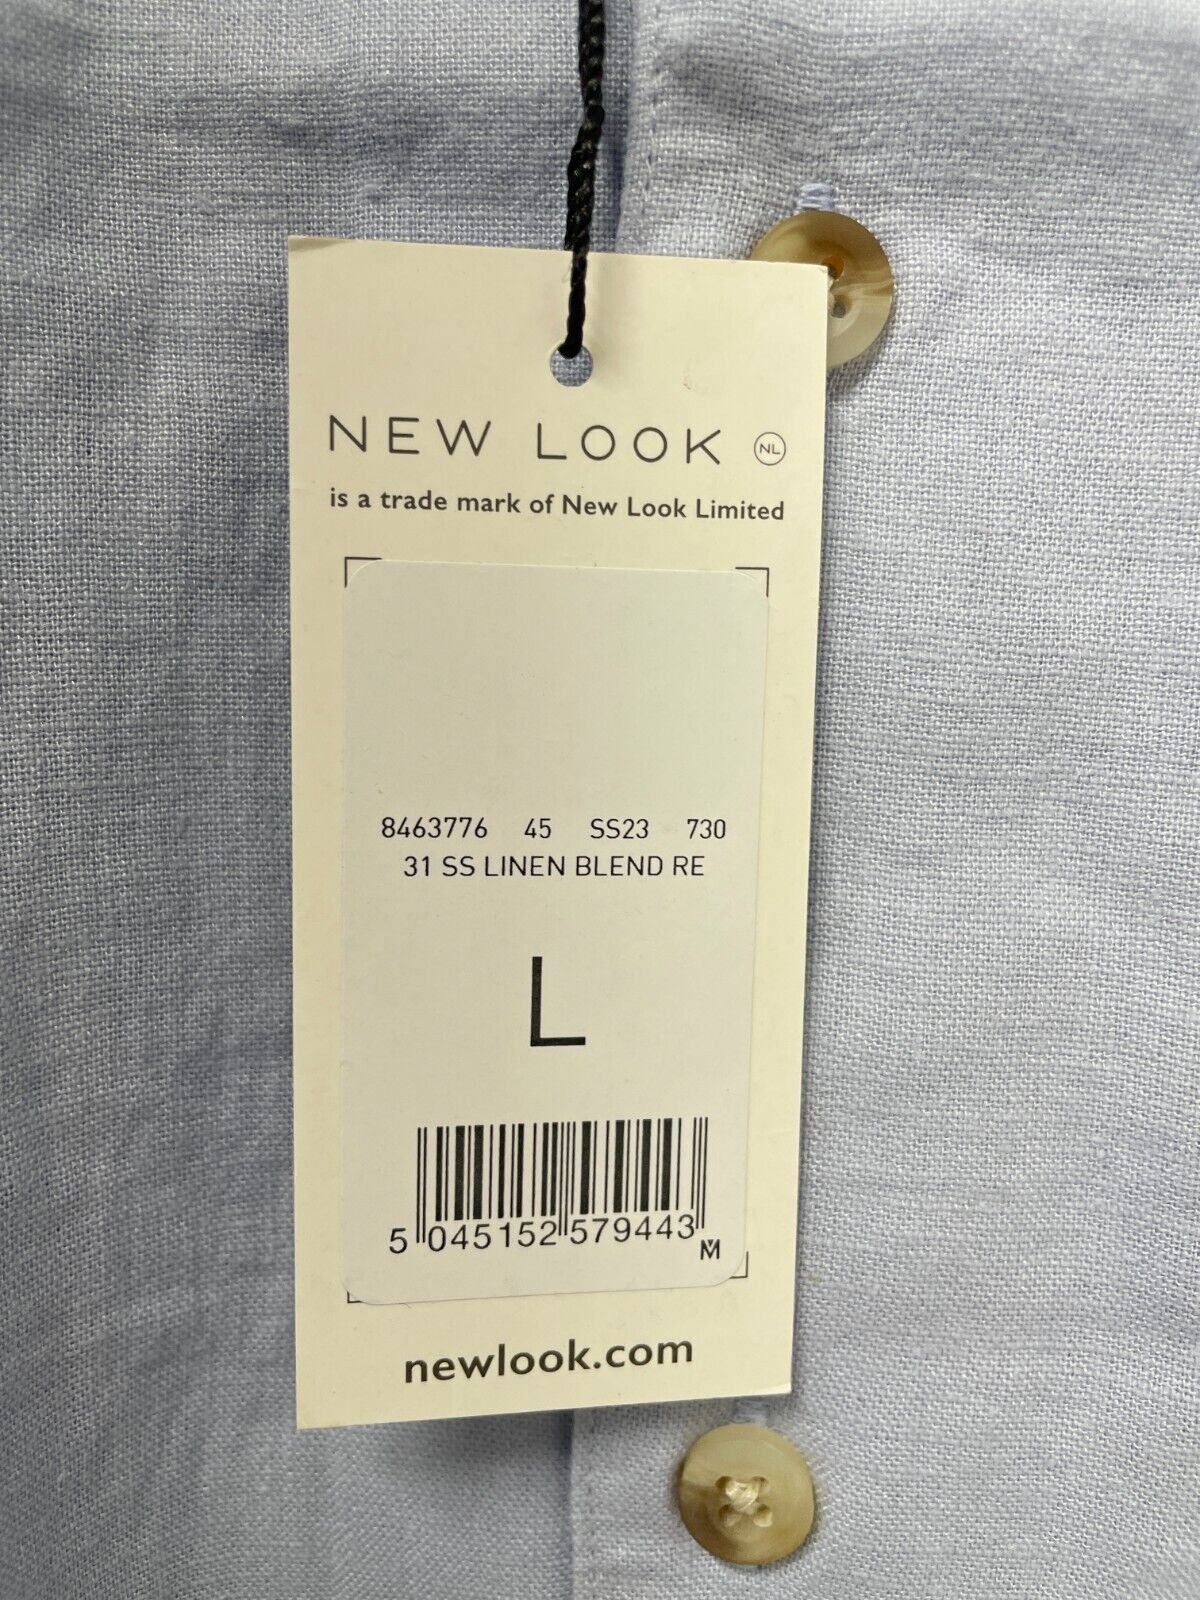 NEW LOOK NL
is a trade mark of New Look Limited
8463776 45 SS23 730
31 SS LINEN BLEND RE
L
5 045152 579443
newlook.com